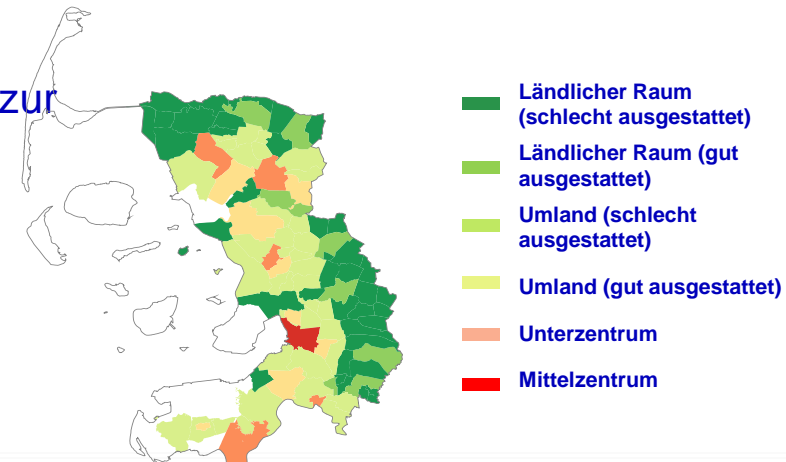 zur
Ländlicher Raum
(schlecht ausgestattet)
Ländlicher Raum (gut
ausgestattet)
Umland (schlecht
ausgestattet)
Umland (gut ausgestattet)
Unterzentrum
Mittelzentrum